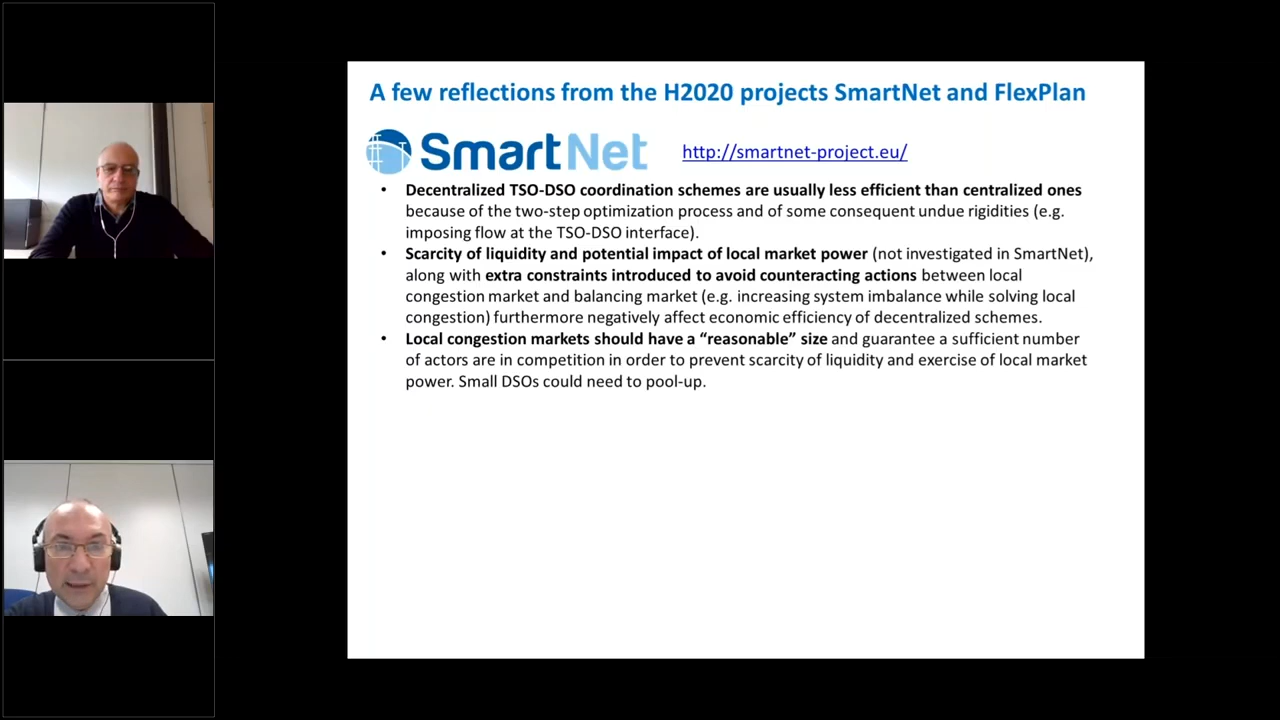 A few reflections from the H2020 projects SmartNet and FlexPlan
SmartNet http://smartnet-project.eu/
• Decentralized TSO-DSO coordination schemes are usually less efficient than centralized ones
because of the two-step optimization process and of some consequent undue rigidities (e.g.
imposing flow at the TSO-DSO interface).
• Scarcity of liquidity and potential impact of local market power (not investigated in SmartNet),
along with extra constraints introduced to avoid counteracting actions between local
congestion market and balancing market (e.g. increasing system imbalance while solving local
congestion) furthermore negatively affect economic efficiency of decentralized schemes.
• Local congestion markets should have a “reasonable” size and guarantee a sufficient number
of actors are in competition in order to prevent scarcity of liquidity and exercise of local market
power. Small DSOs could need to pool-up.